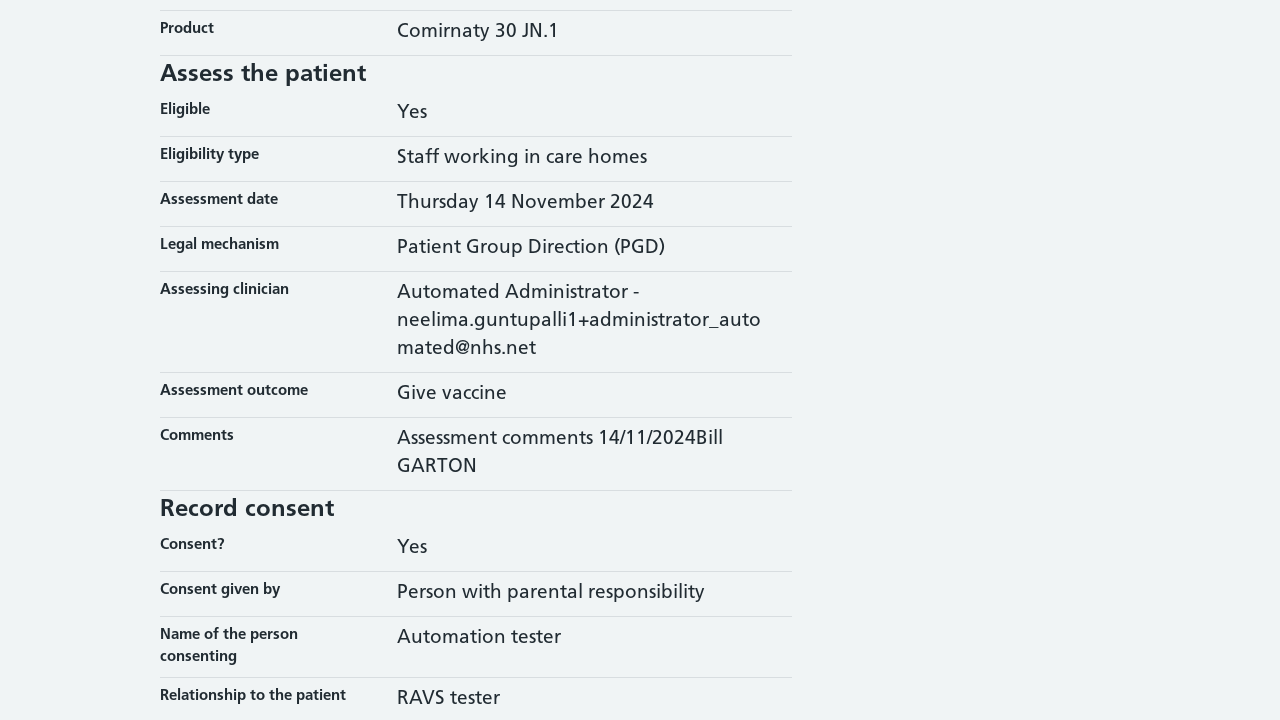 Product
Comirnaty 30 JN.1
Assess the patient
Eligible
Yes
Eligibility type
Staff working in care homes
Assessment date
Thursday 14 November 2024
Legal mechanism
Patient Group Direction (PGD)
Assessing clinician
Automated Administrator -
neelima.guntupalli1+administrator_auto
mated@nhs.net
Assessment outcome
Give vaccine
Comments
Assessment comments 14/11/2024Bill
GARTON
Record consent
Consent?
Yes
Consent given by
Person with parental responsibility
Name of the person
consenting
Automation tester
Relationship to the patient
RAVS tester